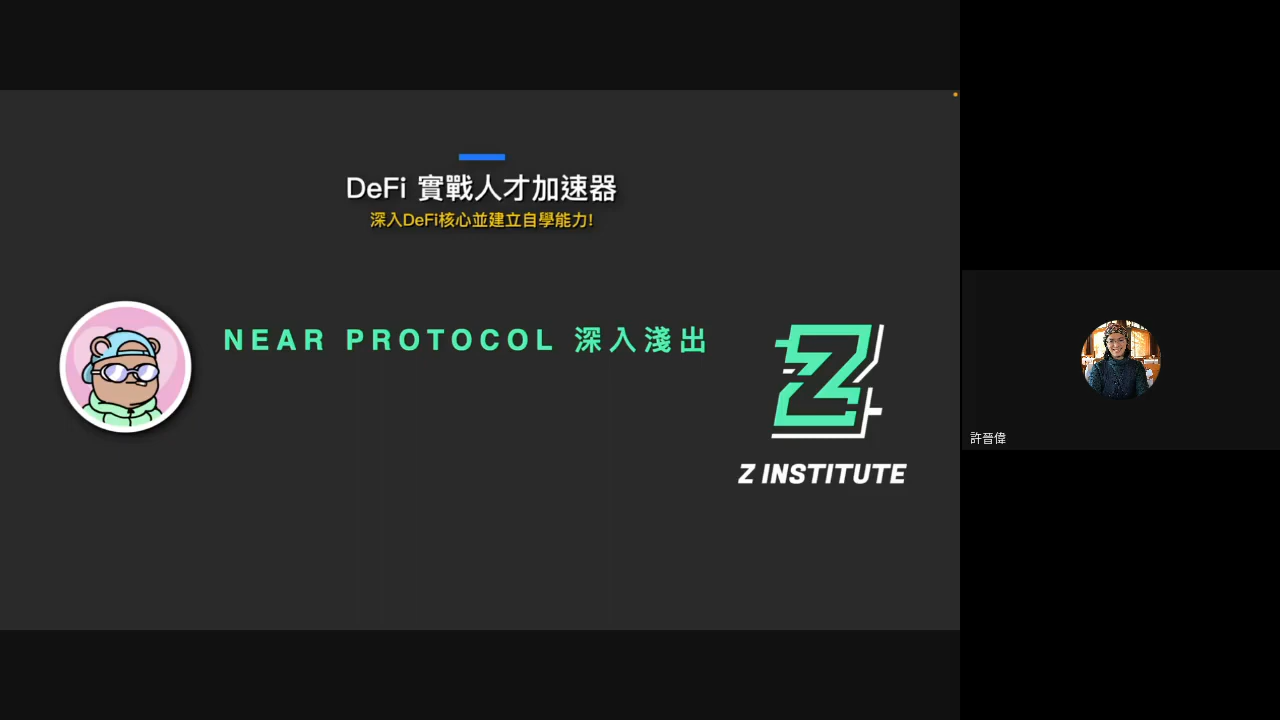 DeFi 實戰人才加速器
深入DeFi核心並建立自學能力!
NEAR PROTOCOL 深入淺出
Z INSTITUTE
許晉偉